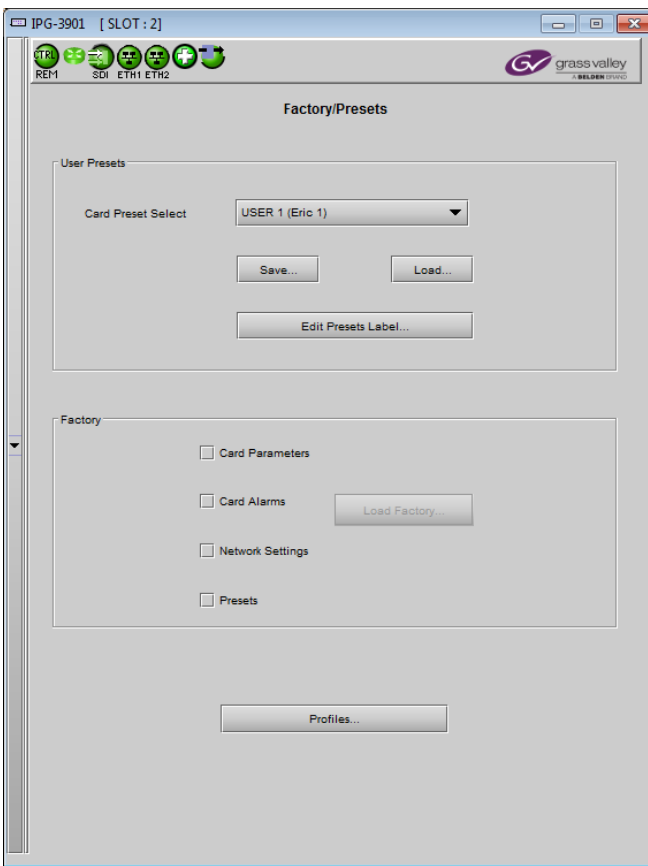 IPG-3901 [ SLOT : 2]
CTRL
REM SDI ETH1 ETH2
GV grass valley
A BELDEN BRAND
Factory/Presets
User Presets
Card Preset Select USER 1 (Eric 1)
Save... Load...
Edit Presets Label...
Factory
Card Parameters
Card Alarms Load Factory...
Network Settings
Presets
Profiles...